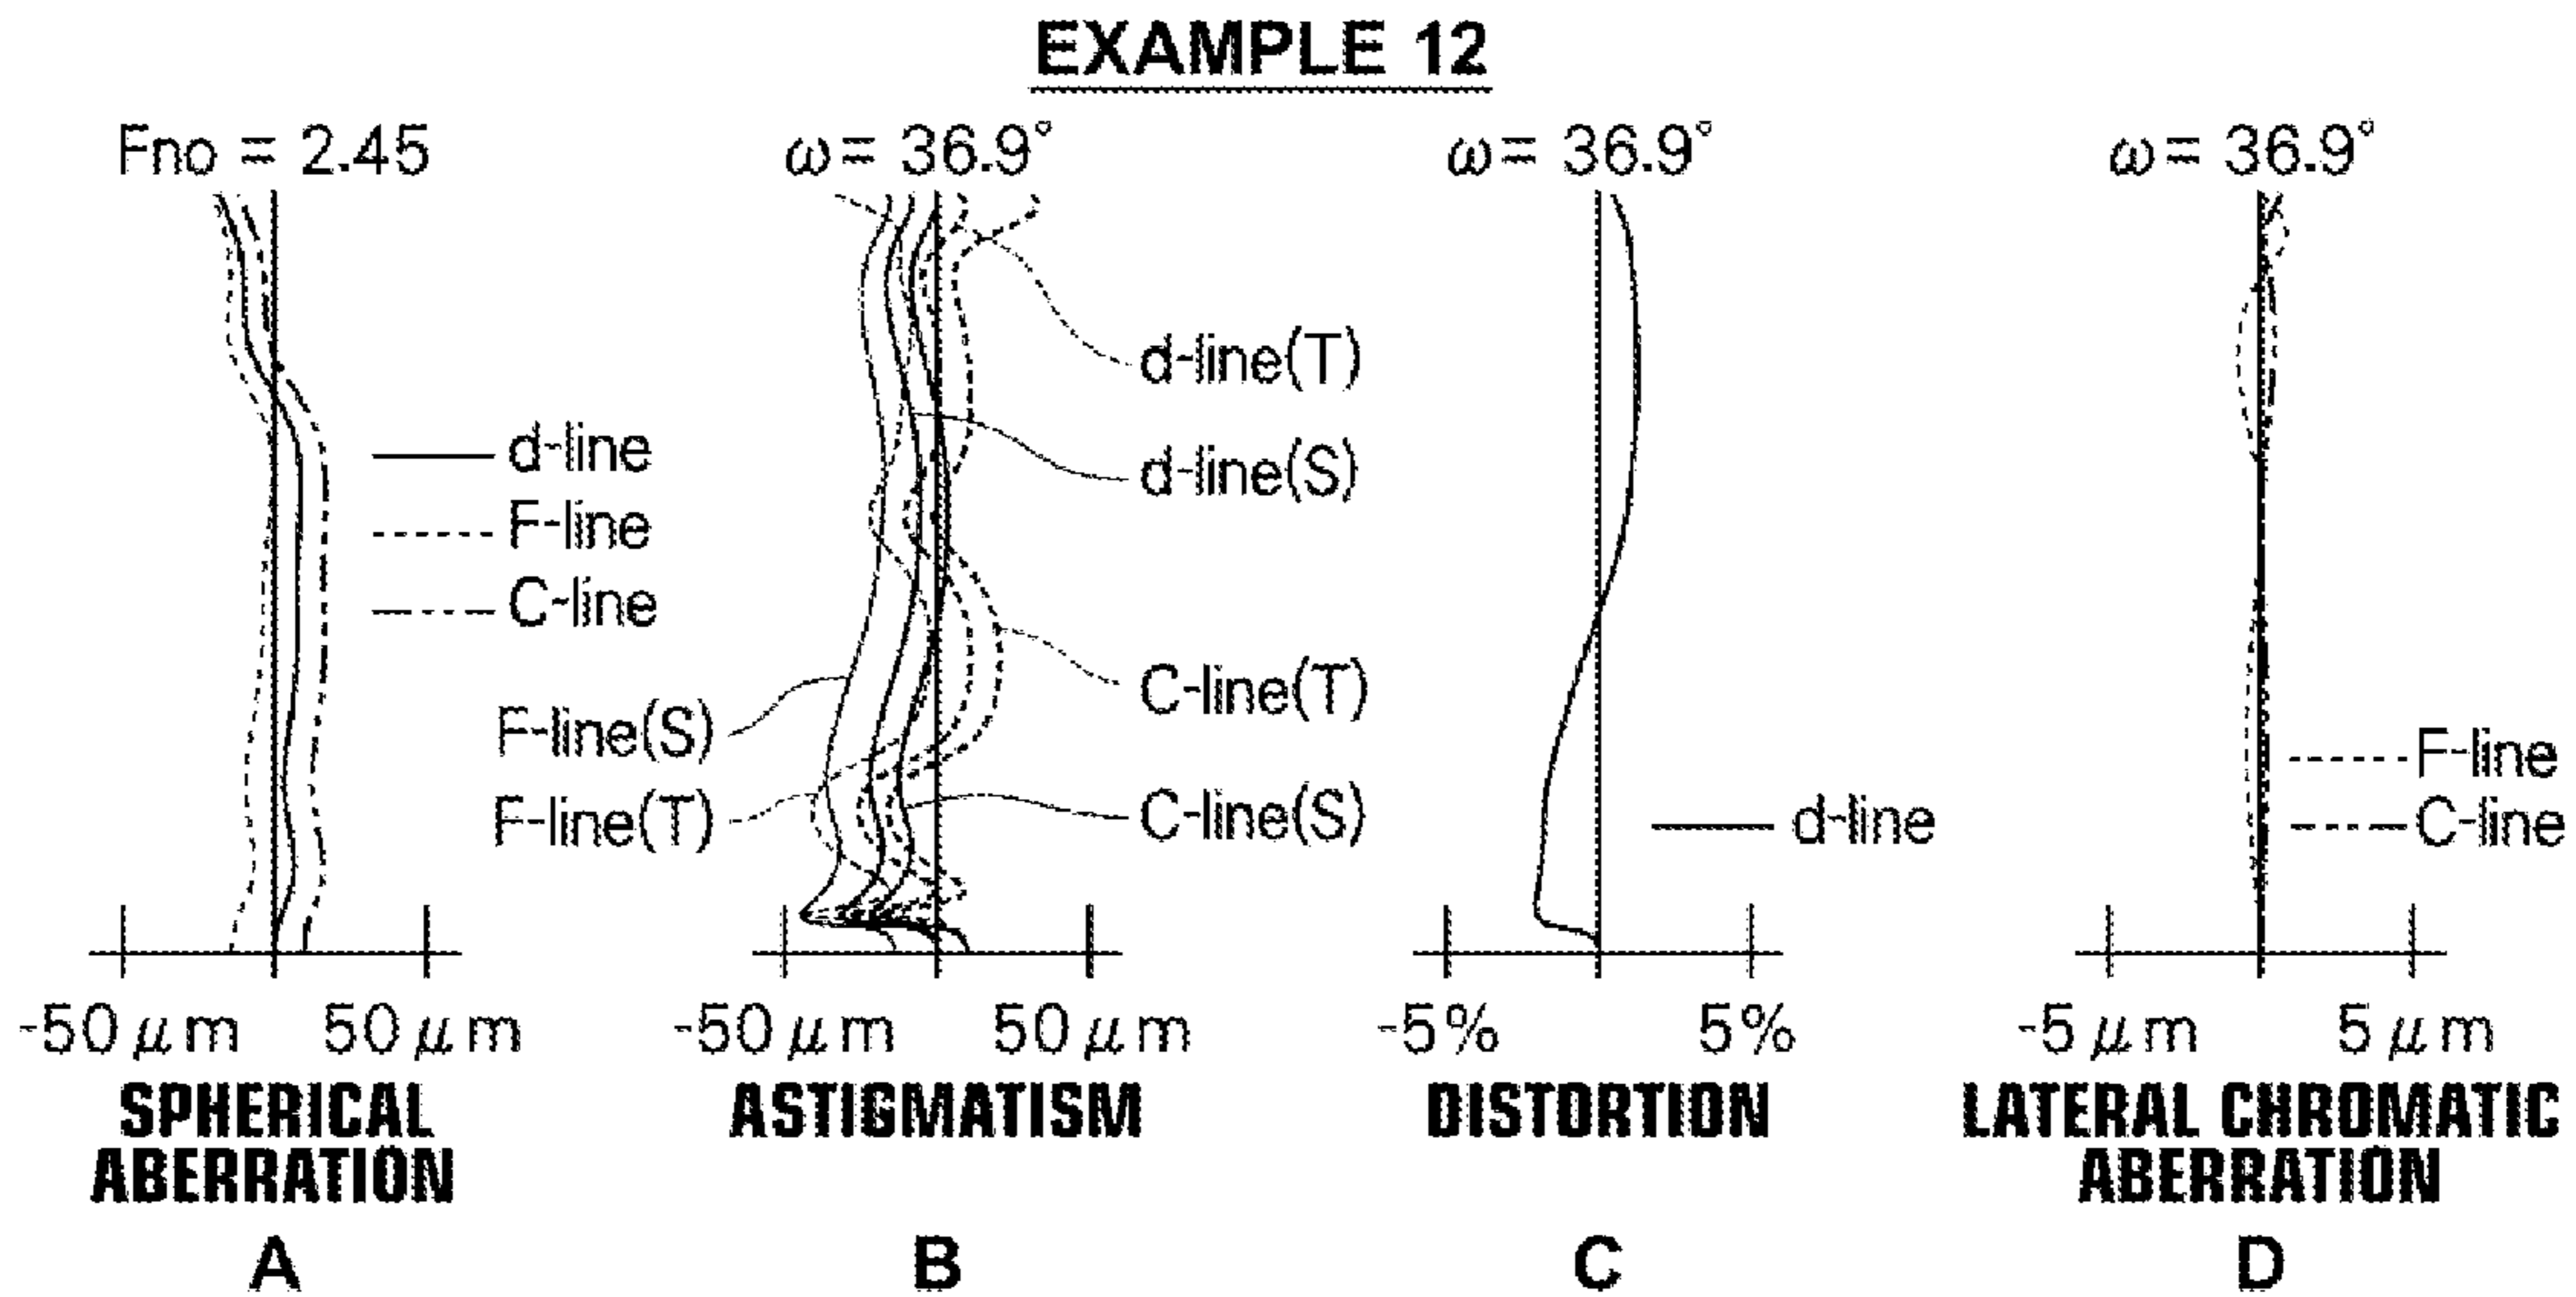 EXAMPLE 12
Fno = 2.45
d-line
F-line
C-line
-50 μm
50 μm
SPHERICAL
ABERRATION
A
ω= 36.9°
d-line(T)
d-line(S)
C-line(T)
F-line(S)
F-line(T)
C-line(S)
-50 μm
50 μm
ASTIGMATISM
B
ω= 36.9°
d-line
-5%
5%
DISTORTION
C
ω= 36.9°
F-line
C-line
-5 μm
5 μm
LATERAL CHROMATIC
ABERRATION
D